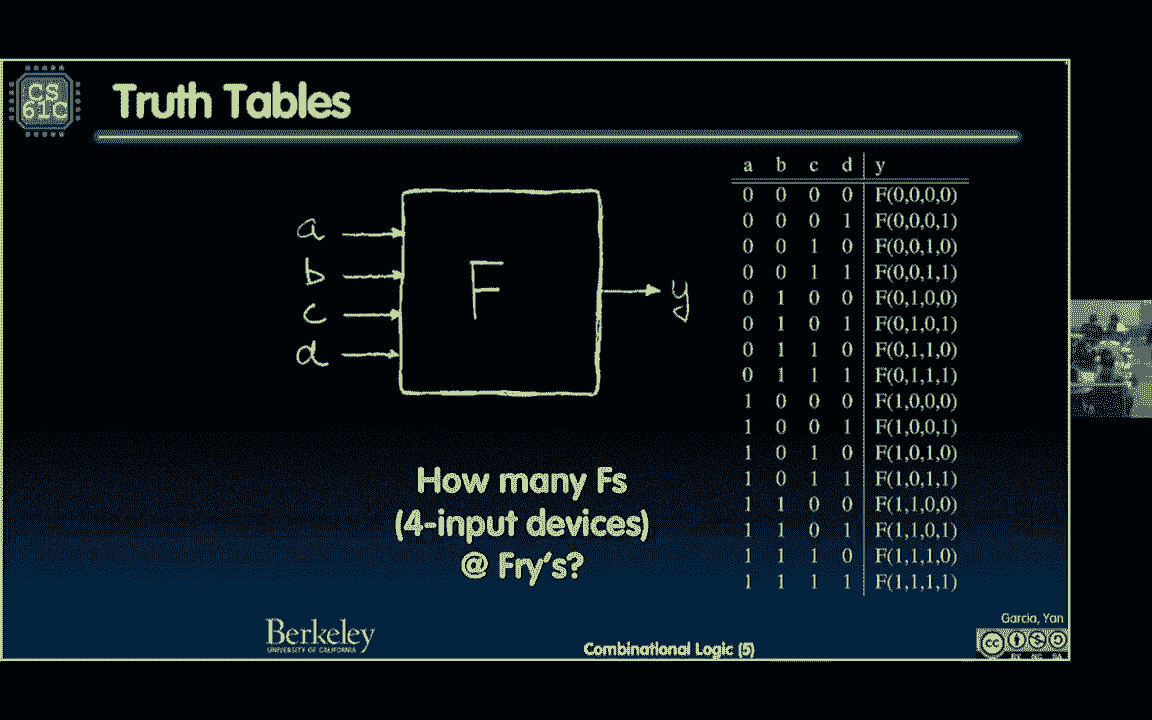 CS
61C
Truth Tables
a
b
c
d
F
y
a b c d y
0 0 0 0 F(0,0,0,0)
0 0 0 1 F(0,0,0,1)
0 0 1 0 F(0,0,1,0)
0 0 1 1 F(0,0,1,1)
0 1 0 0 F(0,1,0,0)
0 1 0 1 F(0,1,0,1)
0 1 1 0 F(0,1,1,0)
0 1 1 1 F(0,1,1,1)
1 0 0 0 F(1,0,0,0)
1 0 0 1 F(1,0,0,1)
1 0 1 0 F(1,0,1,0)
1 0 1 1 F(1,0,1,1)
1 1 0 0 F(1,1,0,0)
1 1 0 1 F(1,1,0,1)
1 1 1 0 F(1,1,1,0)
1 1 1 1 F(1,1,1,1)
How many Fs
(4-input devices)
@ Fry's?
Berkeley
UNIVERSITY OF CALIFORNIA
Combinational Logic (5)
Garcia, Yan
cc